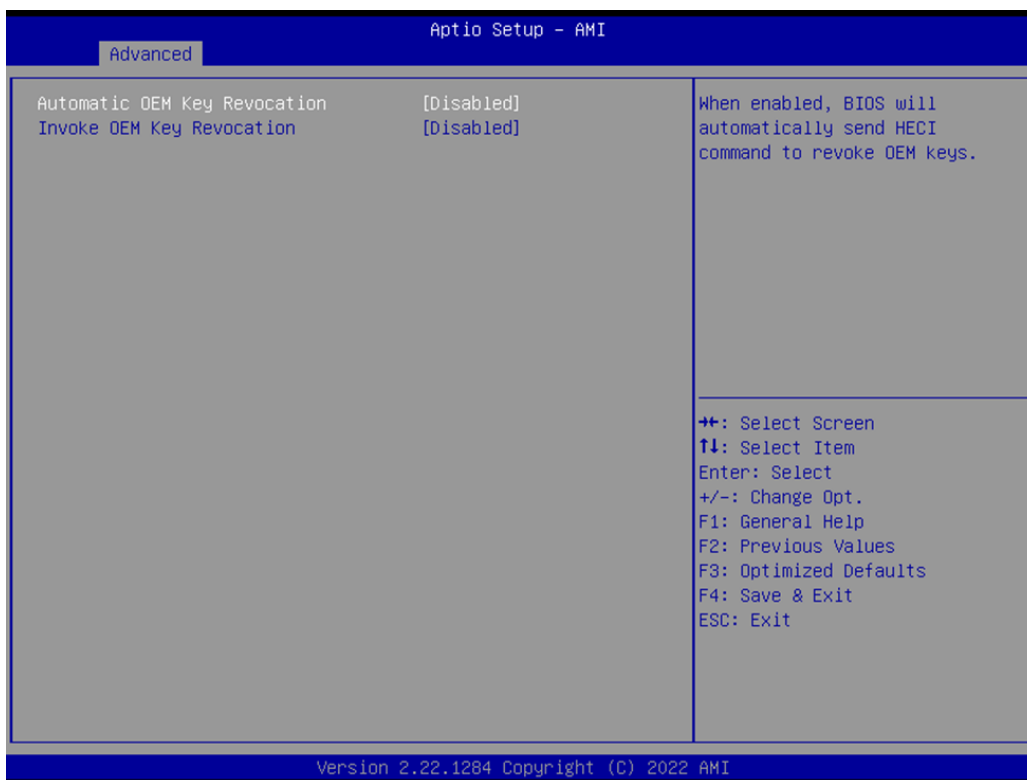 Aptio Setup – AMI
Advanced
Automatic OEM Key Revocation [Disabled]
Invoke OEM Key Revocation [Disabled]
When enabled, BIOS will
automatically send HECI
command to revoke OEM keys.
→←: Select Screen
↑↓: Select Item
Enter: Select
+/-: Change Opt.
F1: General Help
F2: Previous Values
F3: Optimized Defaults
F4: Save & Exit
ESC: Exit
Version 2.22.1284 Copyright (C) 2022 AMI